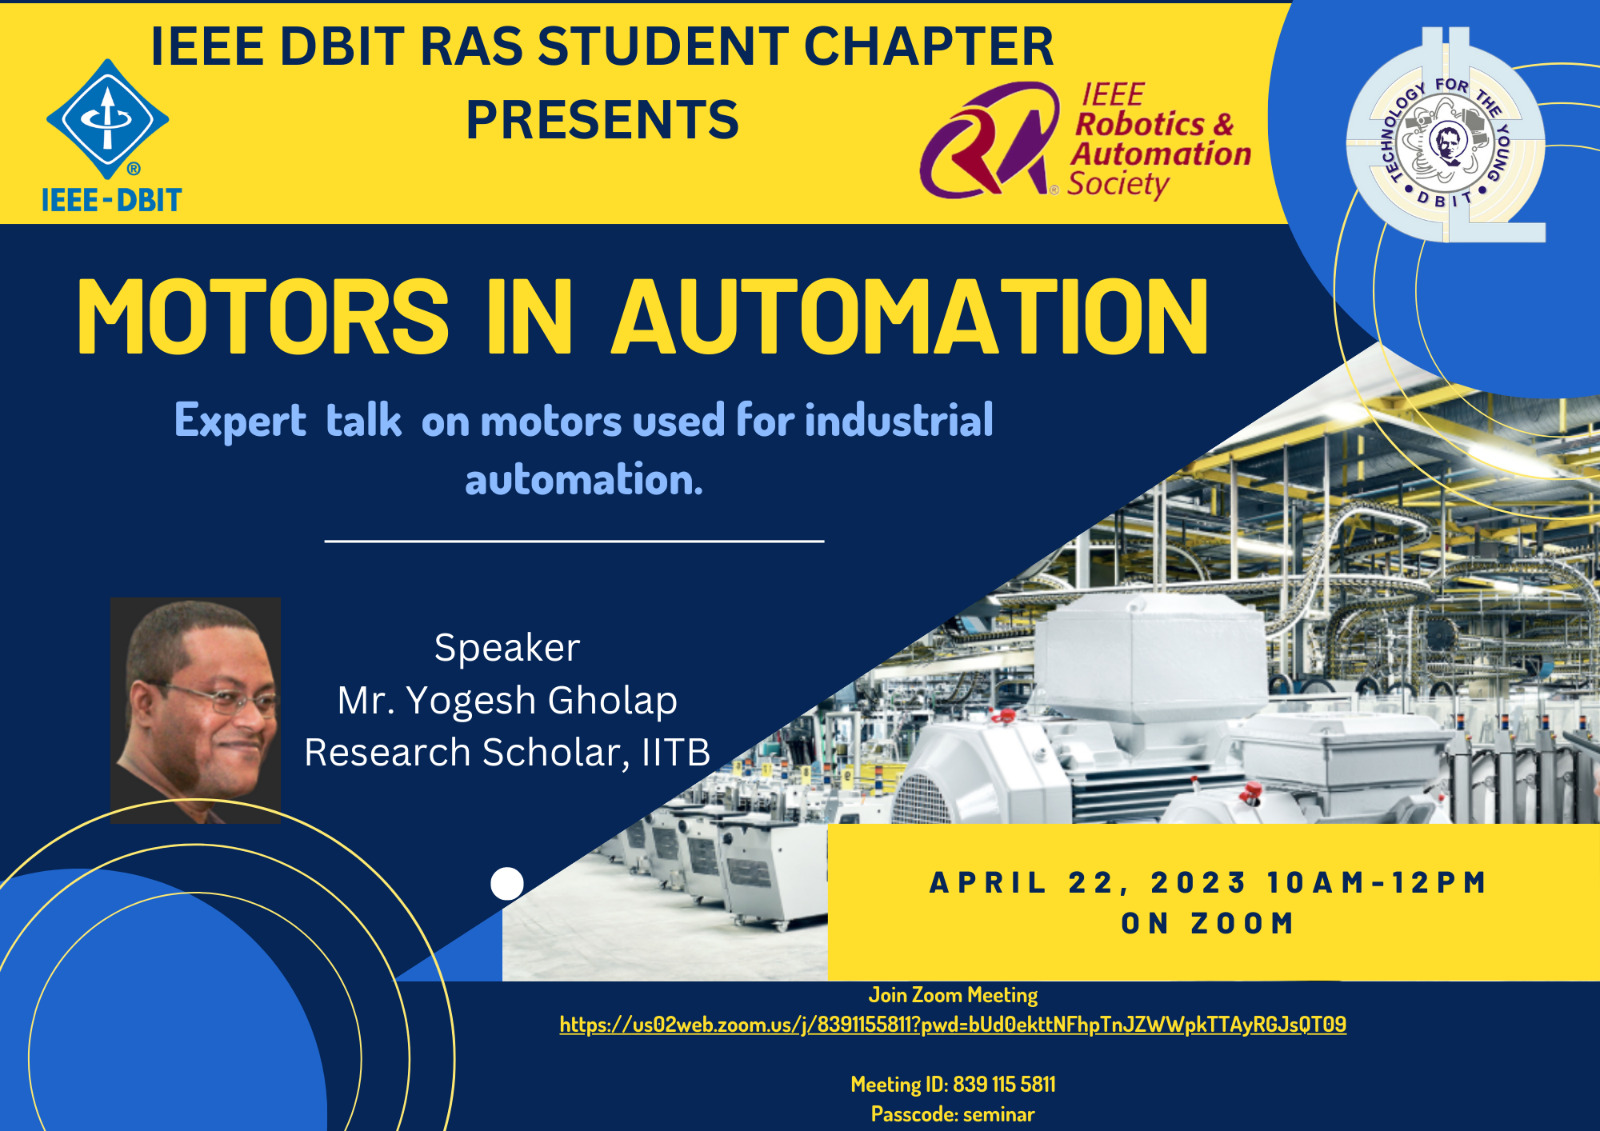 IEEE DBIT RAS STUDENT CHAPTER
PRESENTS
IEEE-DBIT
®
IEEE
Robotics &
Automation
Society
®
TECHNOLOGY FOR THE YOUNG
DBIT
MOTORS IN AUTOMATION
Expert talk on motors used for industrial
automation.
Speaker
Mr. Yogesh Gholap
Research Scholar, IITB
APRIL 22, 2023 10AM-12PM
ON ZOOM
Join Zoom Meeting
https://us02web.zoom.us/j/8391155811?pwd=bUd0ekttNFhpTnJZWWpkTTAyRGJsQT09
Meeting ID: 839 115 5811
Passcode: seminar